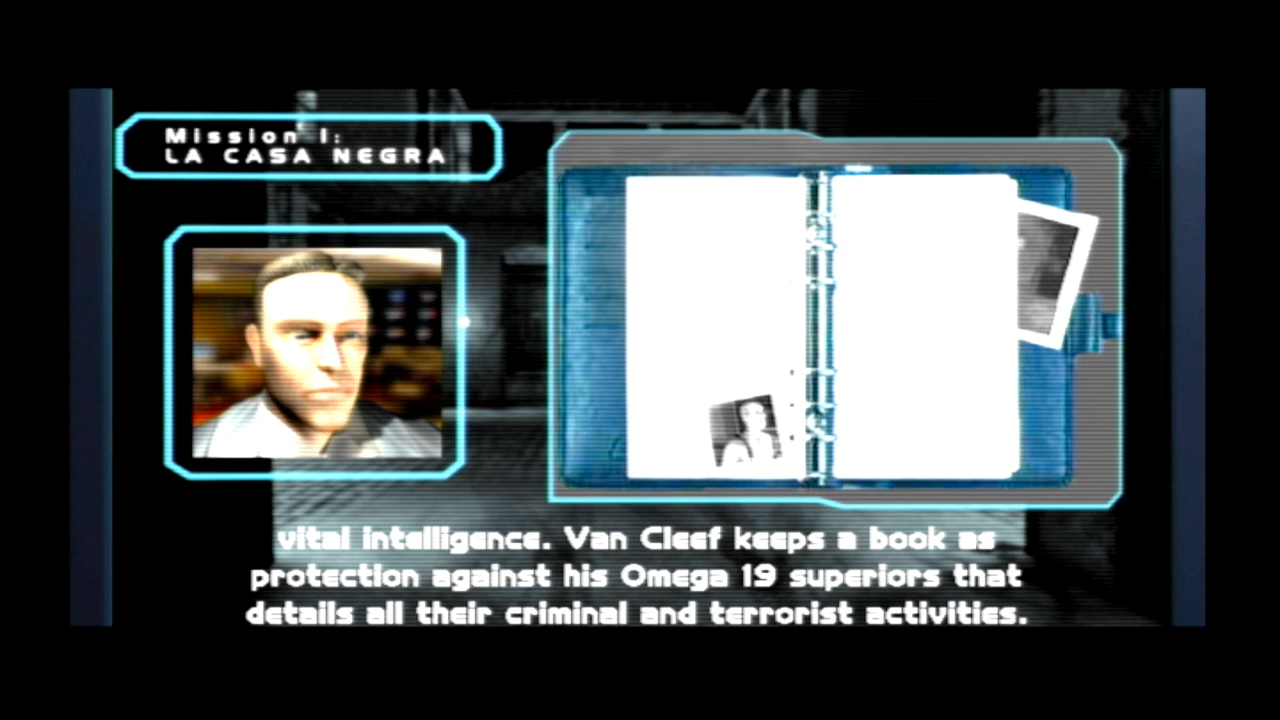 Mission 1:
LA CASA NEGRA
vital intelligence. Van Cleef keeps a book as
protection against his Omega 19 superiors that
details all their criminal and terrorist activities.